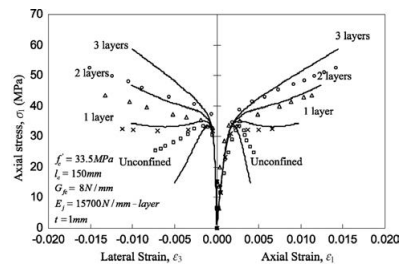 70
60
50
40
30
20
10
0
Axial stress, σ₁ (MPa)
3 layers
2 layers
1 layer
Unconfined
3 layers
2 layers
1 layer
Unconfined
f'c = 33.5MPa
lc = 150mm
Gft = 8N/mm
Ej = 15700N/mm−layer
t = 1mm
-0.020 -0.015 -0.010 -0.005 0.000 0.005 0.010 0.015 0.020
Lateral Strain, ε₃ Axial Strain, ε₁